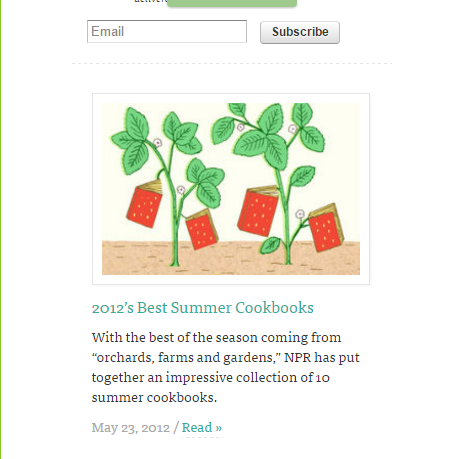 Email
Subscribe
2012’s Best Summer Cookbooks
With the best of the season coming from
“orchards, farms and gardens,” NPR has put
together an impressive collection of 10
summer cookbooks.
May 23, 2012 / Read »